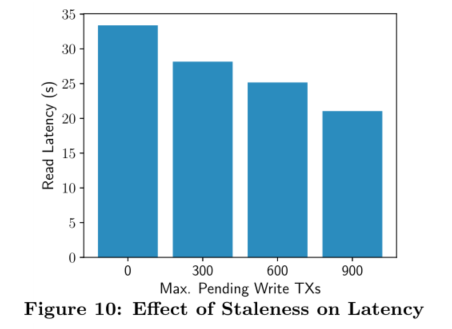 35
30
25
20
15
10
5
0
Read Latency (s)
0 300 600 900
Max. Pending Write TXs
Figure 10: Effect of Staleness on Latency